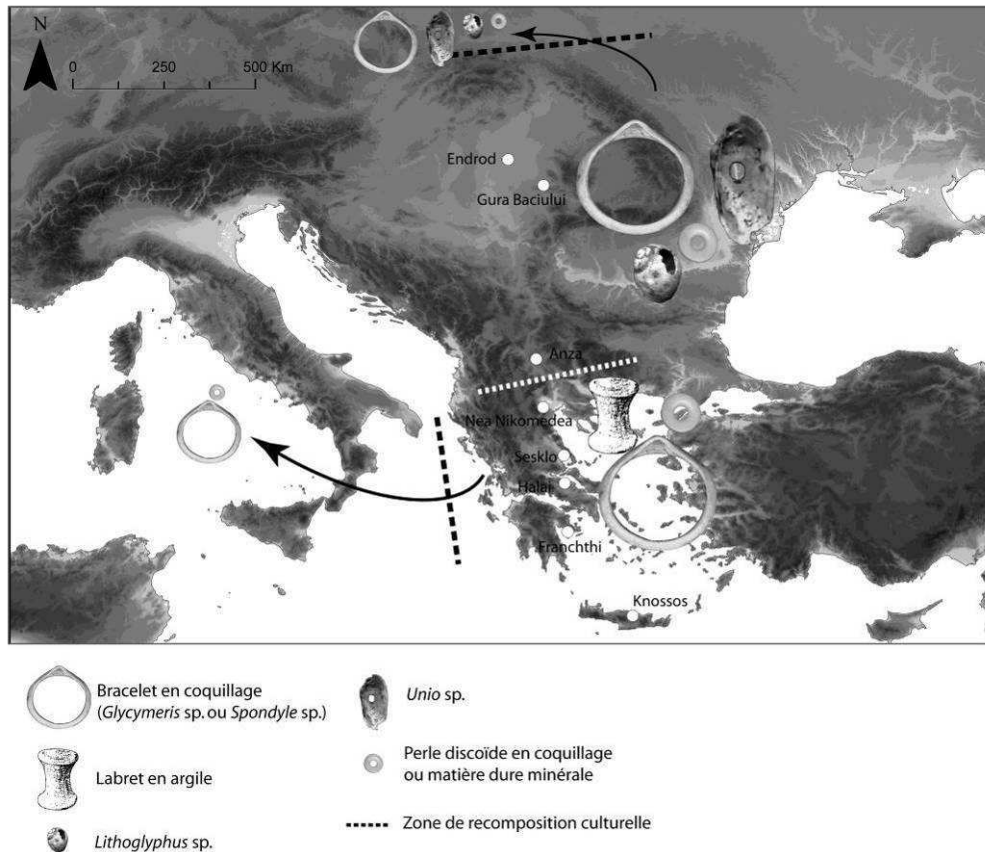 N
0 250 500 Km
Endrod
Gura Baciului
Anza
Nea Nikomedea
Sesklo
Halai
Franchthi
Knossos
Bracelet en coquillage
(Glycymeris sp. ou Spondyle sp.)
Labret en argile
Lithoglyphus sp.
Unio sp.
Perle discoïde en coquillage
ou matière dure minérale
Zone de recomposition culturelle